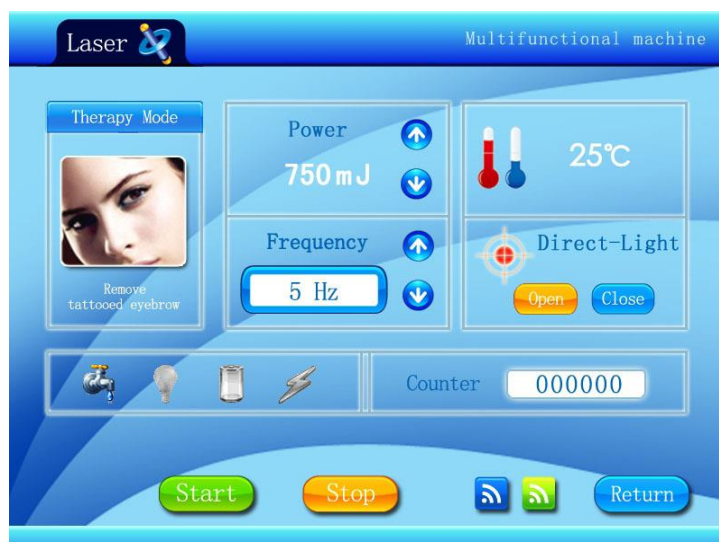 Laser
Multifunctional machine
Therapy Mode
Remove
tattooed eyebrow
Power
750mJ
Frequency
5 Hz
25℃
Direct-Light
Open
Close
Counter
000000
Start
Stop
Return